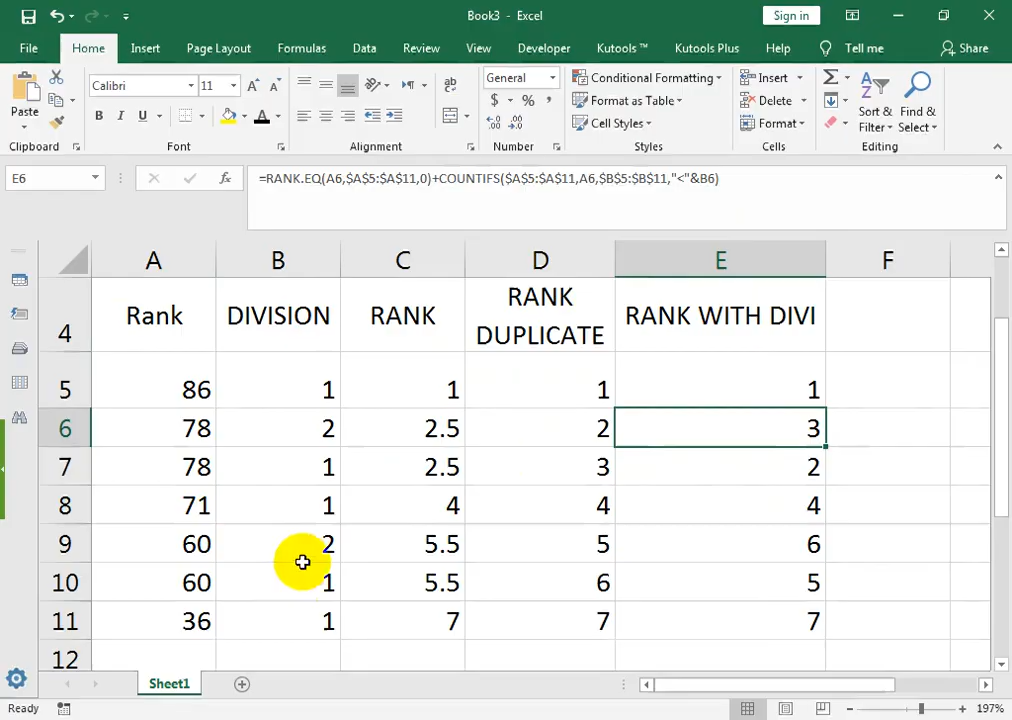 Book3 - Excel
Sign in
File Home Insert Page Layout Formulas Data Review View Developer Kutools ™ Kutools Plus Help Tell me Share
Paste
Clipboard
Calibri 11
B I U A
Font
ab
Alignment
General
$ % ,
Number
Conditional Formatting
Format as Table
Cell Styles
Styles
Insert
Delete
Format
Cells
Sort & Filter
Find & Select
Editing
E6
fx
=RANK.EQ(A6,$A$5:$A$11,0)+COUNTIFS($A$5:$A$11,A6,$B$5:$B$11,"<"&B6)
A B C D E F
4 Rank DIVISION RANK RANK DUPLICATE RANK WITH DIVI
5 86 1 1 1 1
6 78 2 2.5 2 3
7 78 1 2.5 3 2
8 71 1 4 4 4
9 60 2 5.5 5 6
10 60 1 5.5 6 5
11 36 1 7 7 7
12
Sheet1
Ready
197%